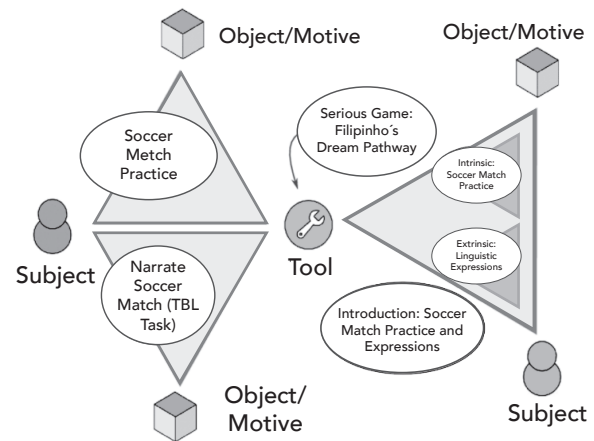 Object/Motive
Object/Motive
Serious Game:
Filipinho´s
Dream Pathway
Soccer
Metch
Practice
Intrinsic:
Soccer Match
Practice
Subject
Tool
Extrinsic:
Linguistic
Expressions
Narrate
Soccer
Match (TBL
Task)
Introduction: Soccer
Match Practice and
Expressions
Object/
Motive
Subject